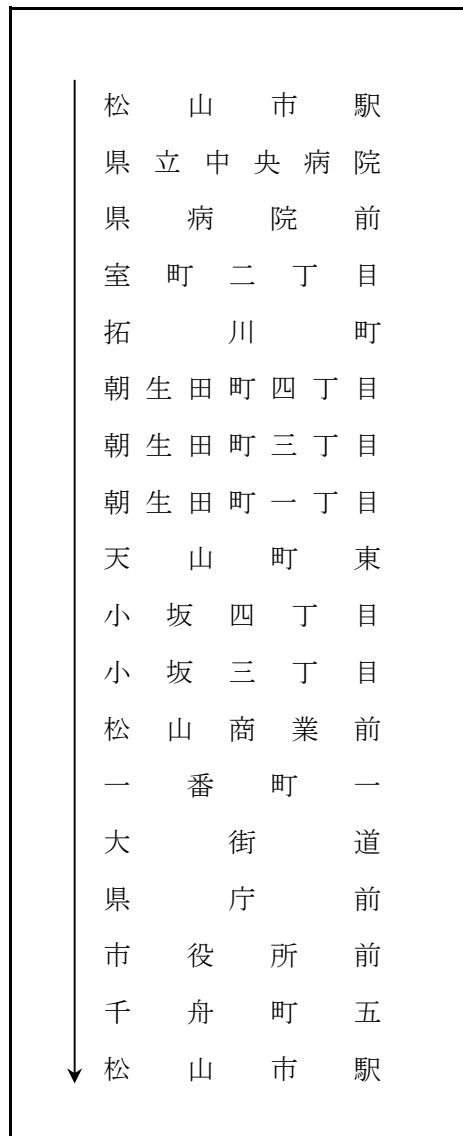 松山市駅
県立中央病院
県病院前
室町二丁目
拓川町
朝生田町四丁目
朝生田町三丁目
朝生田町一丁目
天山町東
小坂四丁目
小坂三丁目
松山商業前
一番町一
大街道
県庁前
市役所前
千舟町五
松山市駅